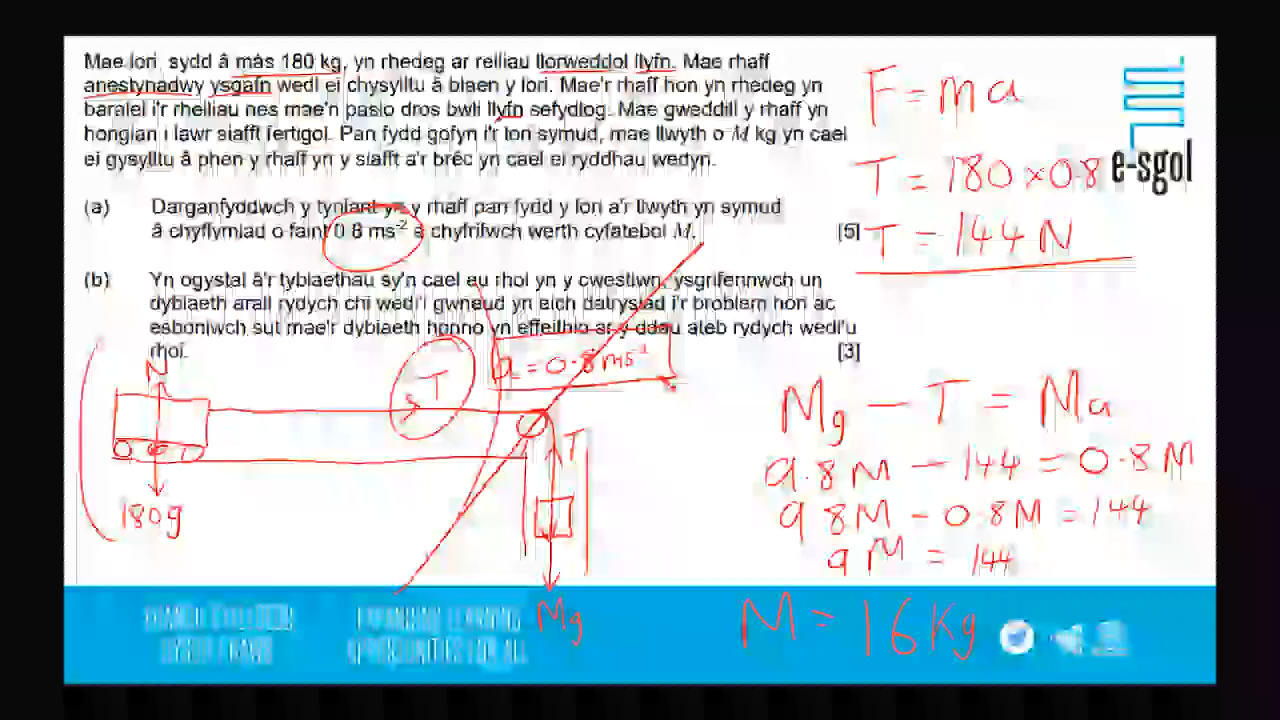 Mae lori, sydd â màs 180 kg, yn rhedeg ar reiliau llorweddol llyfn. Mae rhaff
anestynadwy ysgafn wedi ei chysylltu â blaen y lori. Mae'r rhaff hon yn rhedeg yn
baralel i'r rheiliau nes mae'n pasio dros bwli llyfn sefydlog. Mae gweddill y rhaff yn
hongian i lawr siafft fertigol. Pan fydd gofyn i'r lori symud, mae llwyth o M kg yn cael
ei gysylltu â phen y rhaff yn y siafft a'r brêc yn cael ei ryddhau wedyn.
(a) Darganfyddwch y tyniant yn y rhaff pan fydd y lori a'r llwyth yn symud
â chyflymiad o faint 0.8 ms⁻² a chyfrifwch werth cyfatebol M. [5]
(b) Yn ogystal â'r tybiaethau sy'n cael eu rhoi yn y cwestiwn, ysgrifennwch un
dybiaeth arall rydych chi wedi'i gwneud yn eich datrysiad i'r broblem hon ac
esboniwch sut mae'r dybiaeth honno yn effeithio ar y ddau ateb rydych wedi'u
rhoi. [3]
F = ma
T = 180 × 0.8
T = 144 N
e-sgol
a = 0.8 ms⁻²
N
T
T
180g
Mg
Mg − T = Ma
9.8M − 144 = 0.8M
9.8M − 0.8M = 144
9M = 144
M = 16 Kg